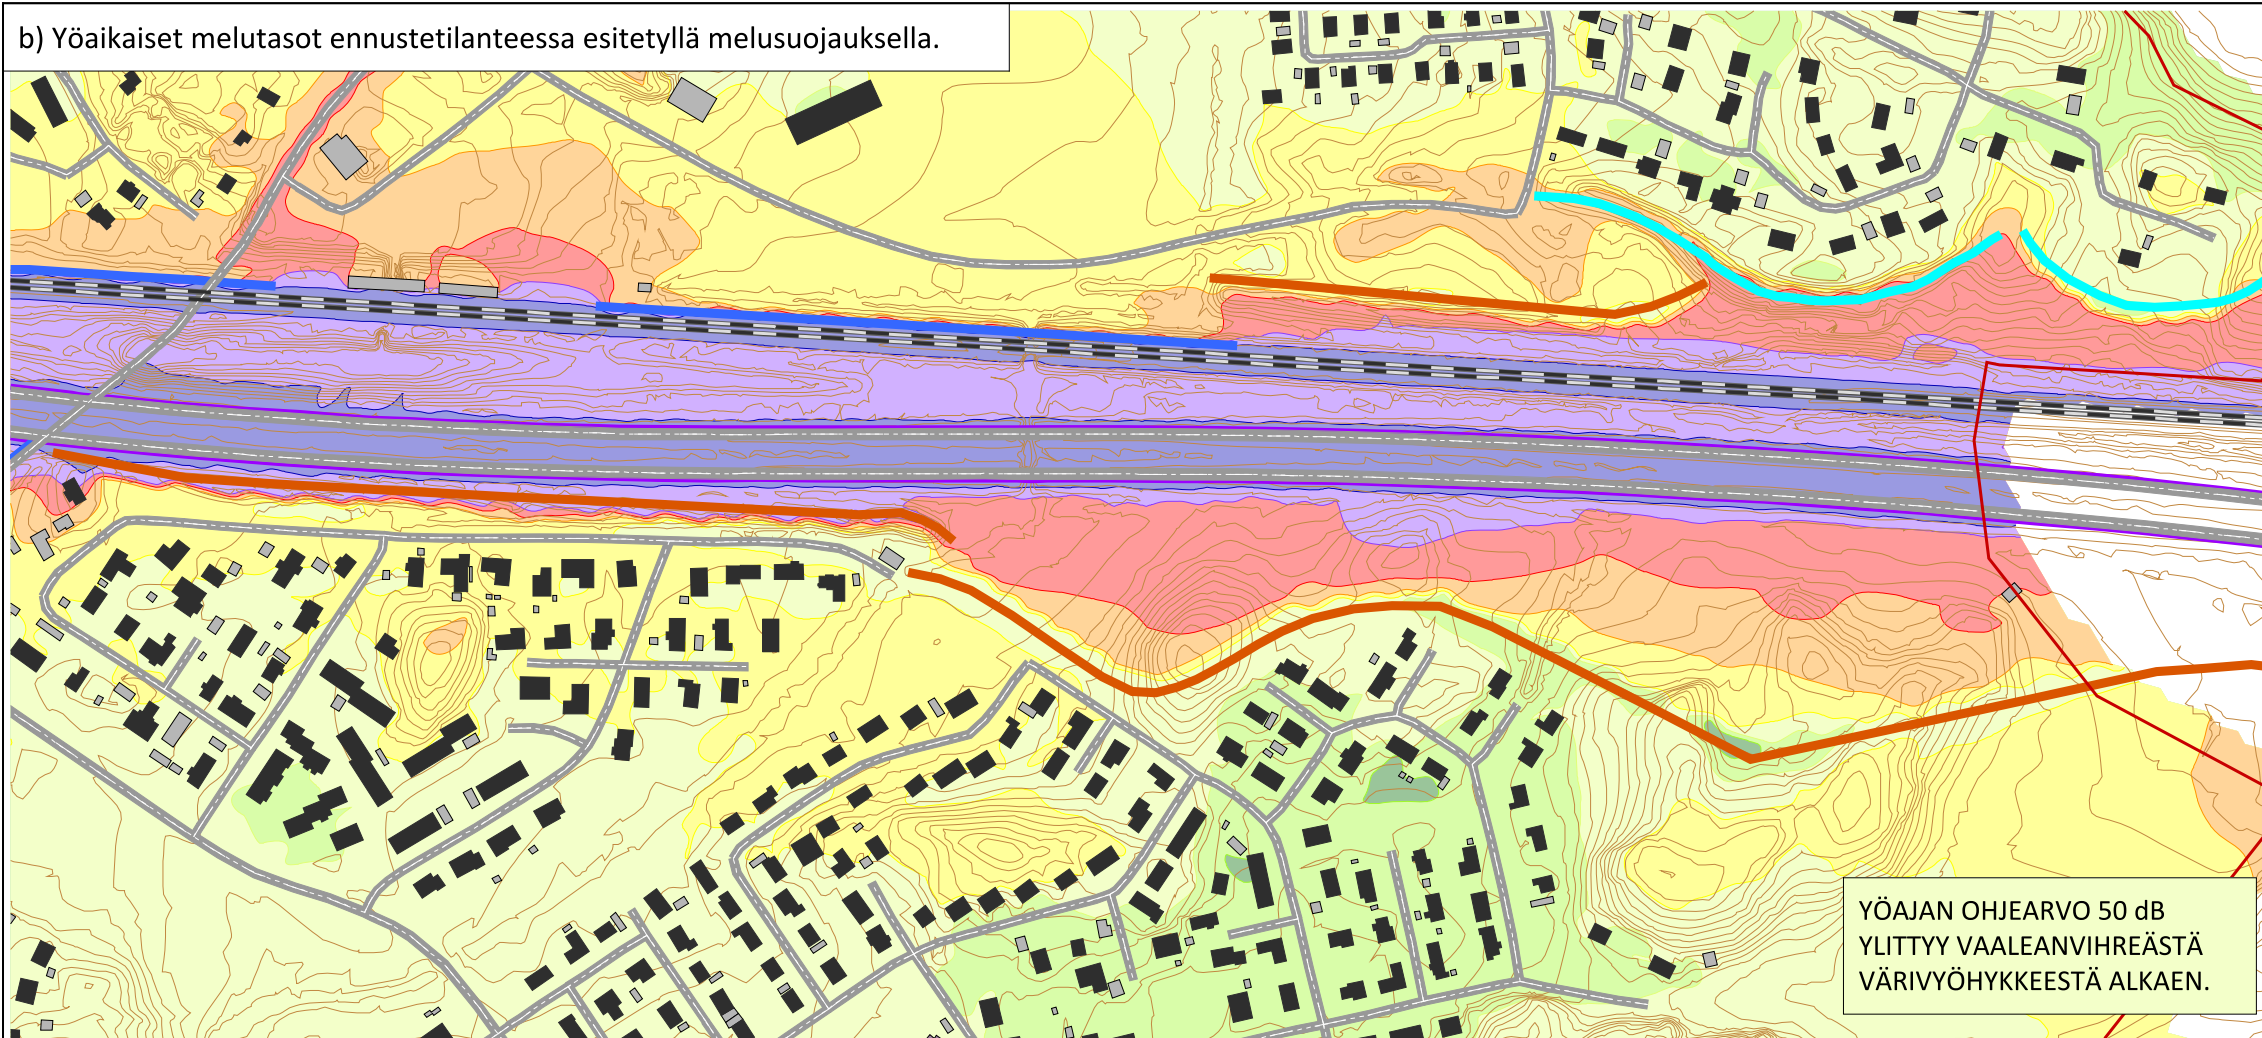 b) Yöaikaiset melutasot ennustetilanteessa esitetyllä melusuojauksella.
YÖAJAN OHJEARVO 50 dB
YLITTYY VAALEANVIHREÄSTÄ
VÄRIVYÖHYKKEESTÄ ALKAEN.